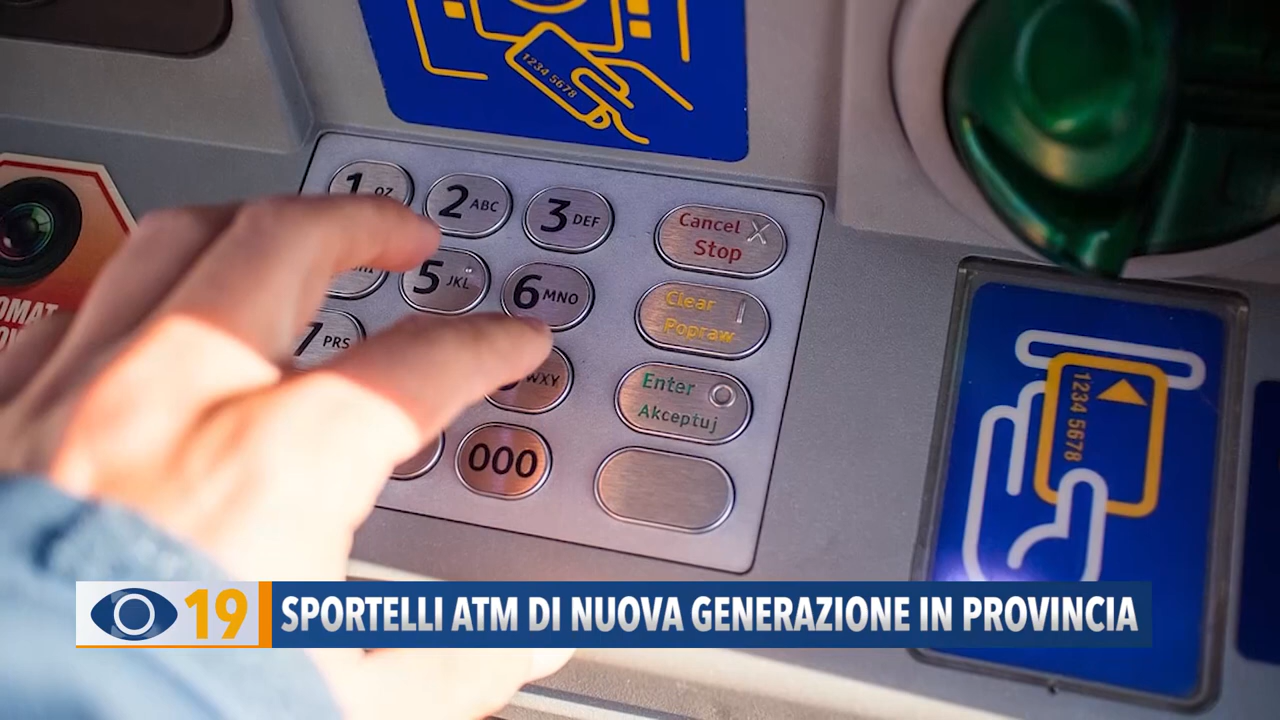 1234 5678
1 QZ
2 ABC
3 DEF
Cancel
Stop
5 JKL
6 MNO
Clear
Popraw
7 PRS
WXY
Enter
Akceptuj
000
1234 5678
19 SPORTELLI ATM DI NUOVA GENERAZIONE IN PROVINCIA